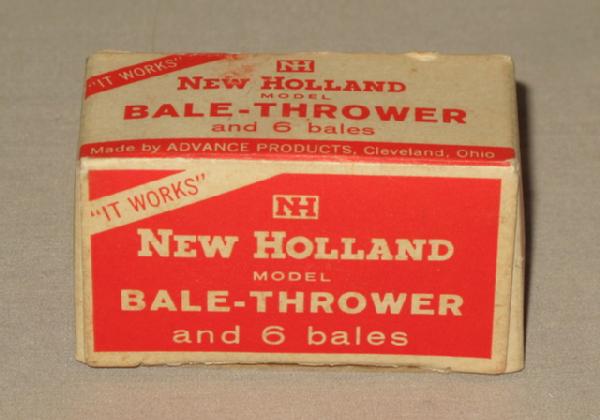 "IT WORKS"
NH
NEW HOLLAND
MODEL
BALE-THROWER
and 6 bales
Made by ADVANCE PRODUCTS, Cleveland, Ohio
"IT WORKS"
NH
NEW HOLLAND
MODEL
BALE-THROWER
and 6 bales